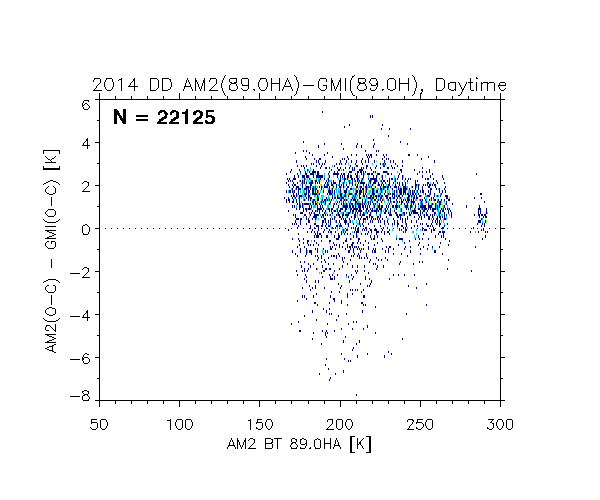 2014 DD AM2(89.0HA)-GMI(89.0H), Daytime
N = 22125
6
4
2
0
-2
-4
-6
-8
AM2(O-C) - GMI(O-C) [K]
50 100 150 200 250 300
AM2 BT 89.0HA [K]